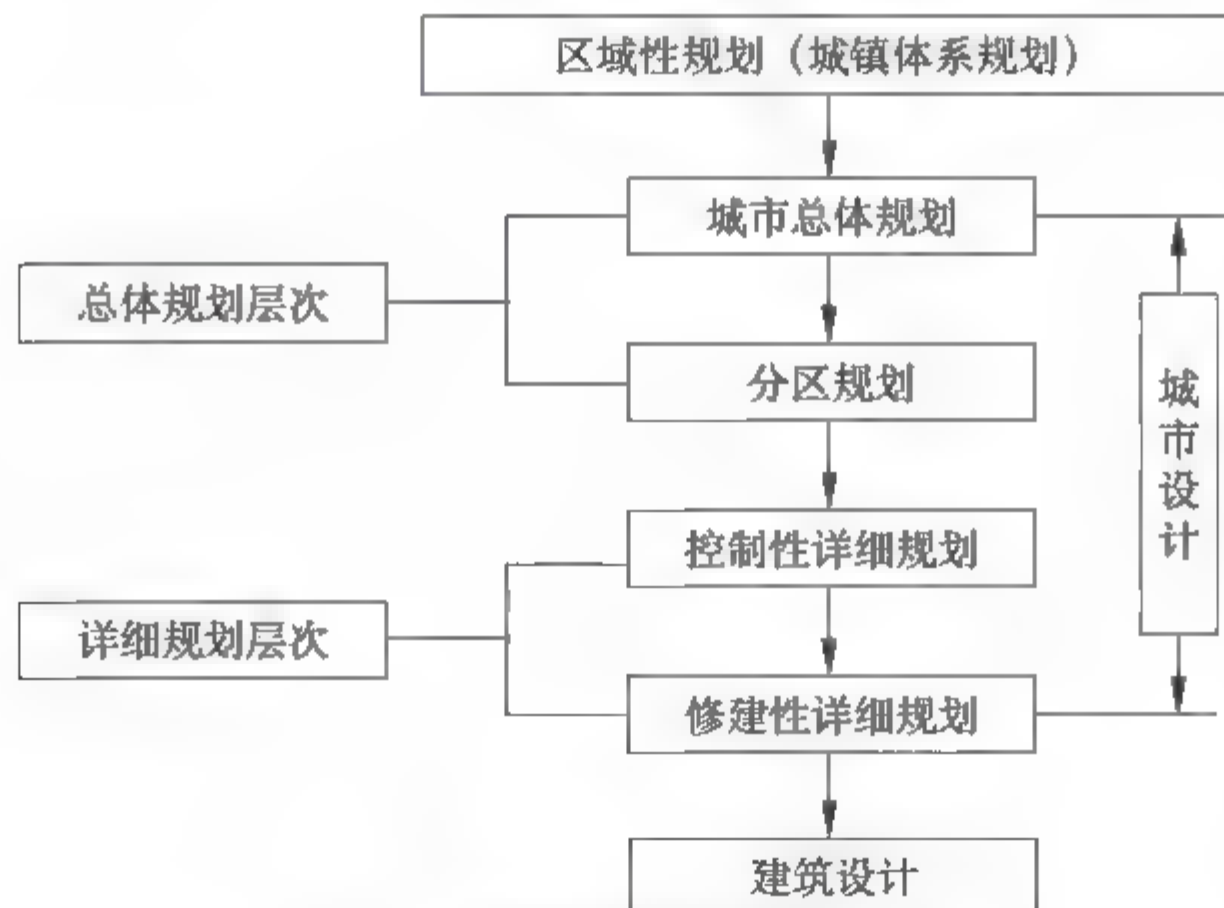 区域性规划（城镇体系规划）
城市总体规划
总体规划层次
分区规划
城市设计
控制性详细规划
详细规划层次
修建性详细规划
建筑设计